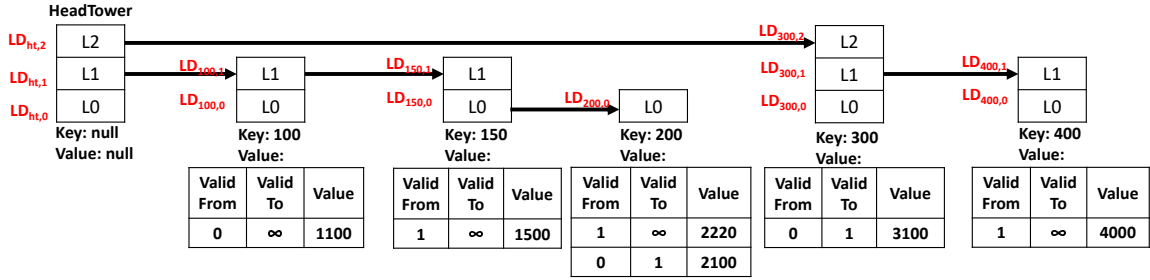 HeadTower
LDht,2 L2 LD300,2 L2
LDht,1 L1 LD100,1 L1 LD150,1 L1 LD300,1 L1 LD400,1 L1
LDht,0 L0 LD100,0 L0 LD150,0 L0 LD200,0 L0 LD300,0 L0 LD400,0 L0
Key: null Key: 100 Key: 150 Key: 200 Key: 300 Key: 400
Value: null Value: Value: Value: Value: Value:
Valid From Valid To Value
0 ∞ 1100
Valid From Valid To Value
1 ∞ 1500
Valid From Valid To Value
1 ∞ 2220
0 1 2100
Valid From Valid To Value
0 1 3100
Valid From Valid To Value
1 ∞ 4000